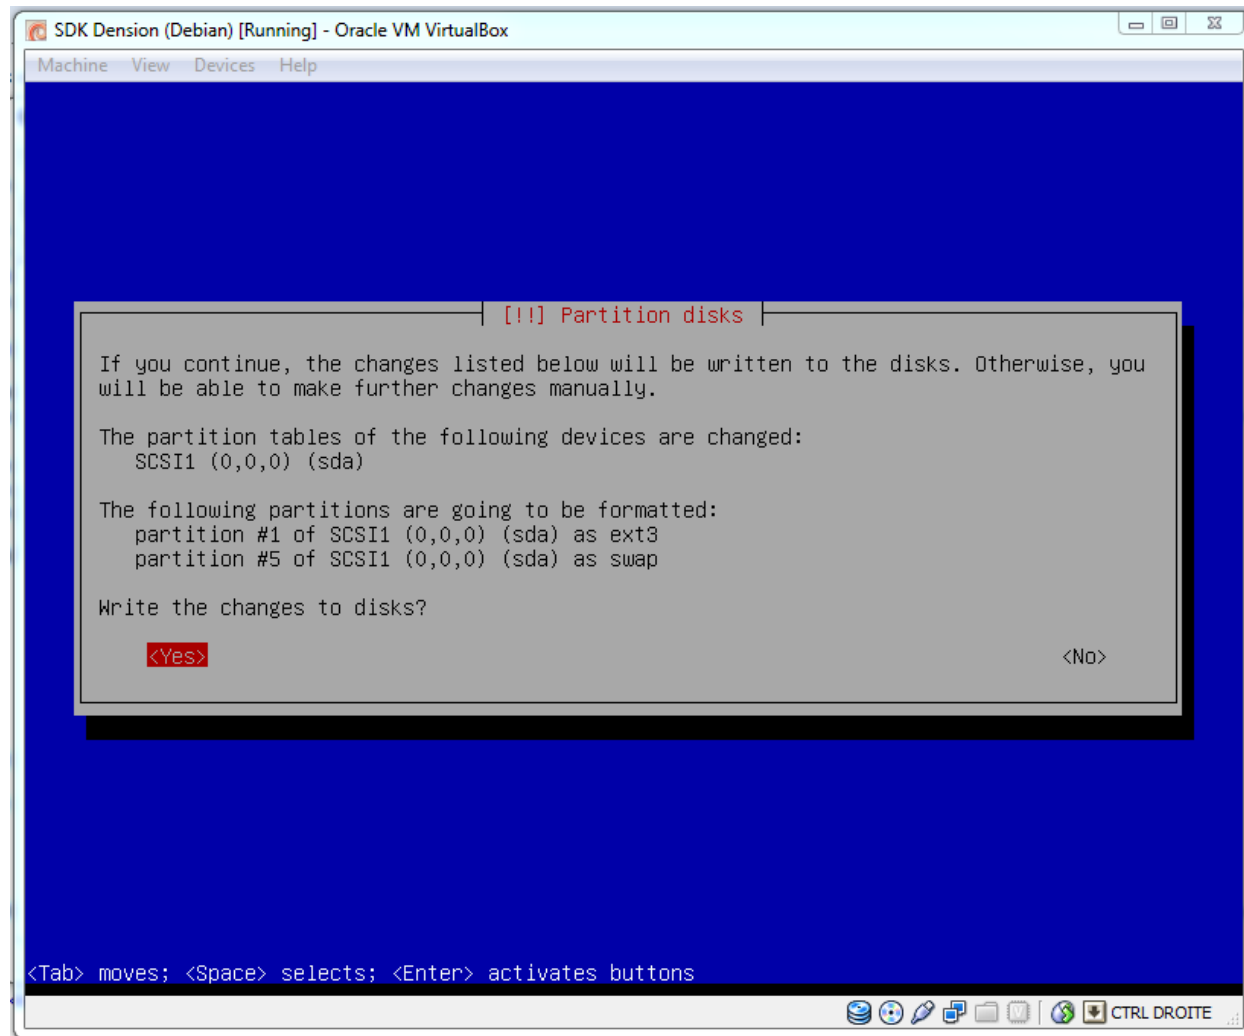 SDK Dension (Debian) [Running] - Oracle VM VirtualBox
Machine View Devices Help
[!!] Partition disks
If you continue, the changes listed below will be written to the disks. Otherwise, you
will be able to make further changes manually.
The partition tables of the following devices are changed:
SCSI1 (0,0,0) (sda)
The following partitions are going to be formatted:
partition #1 of SCSI1 (0,0,0) (sda) as ext3
partition #5 of SCSI1 (0,0,0) (sda) as swap
Write the changes to disks?
<Yes> <No>
<Tab> moves; <Space> selects; <Enter> activates buttons
CTRL DROITE